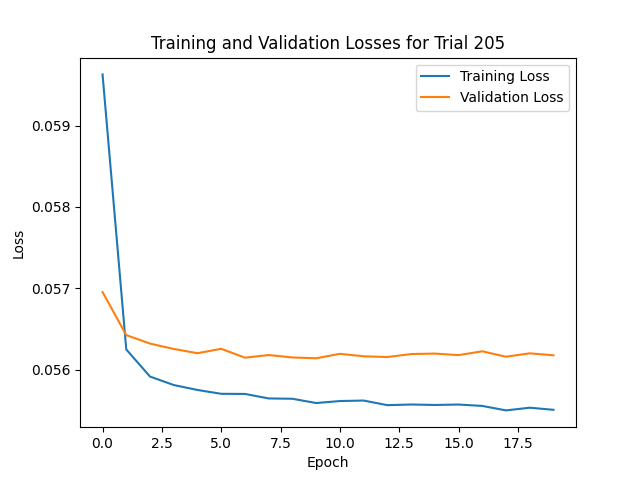 Training and Validation Losses for Trial 205
Training Loss
Validation Loss
0.059
0.058
0.057
0.056
Loss
0.0 2.5 5.0 7.5 10.0 12.5 15.0 17.5
Epoch